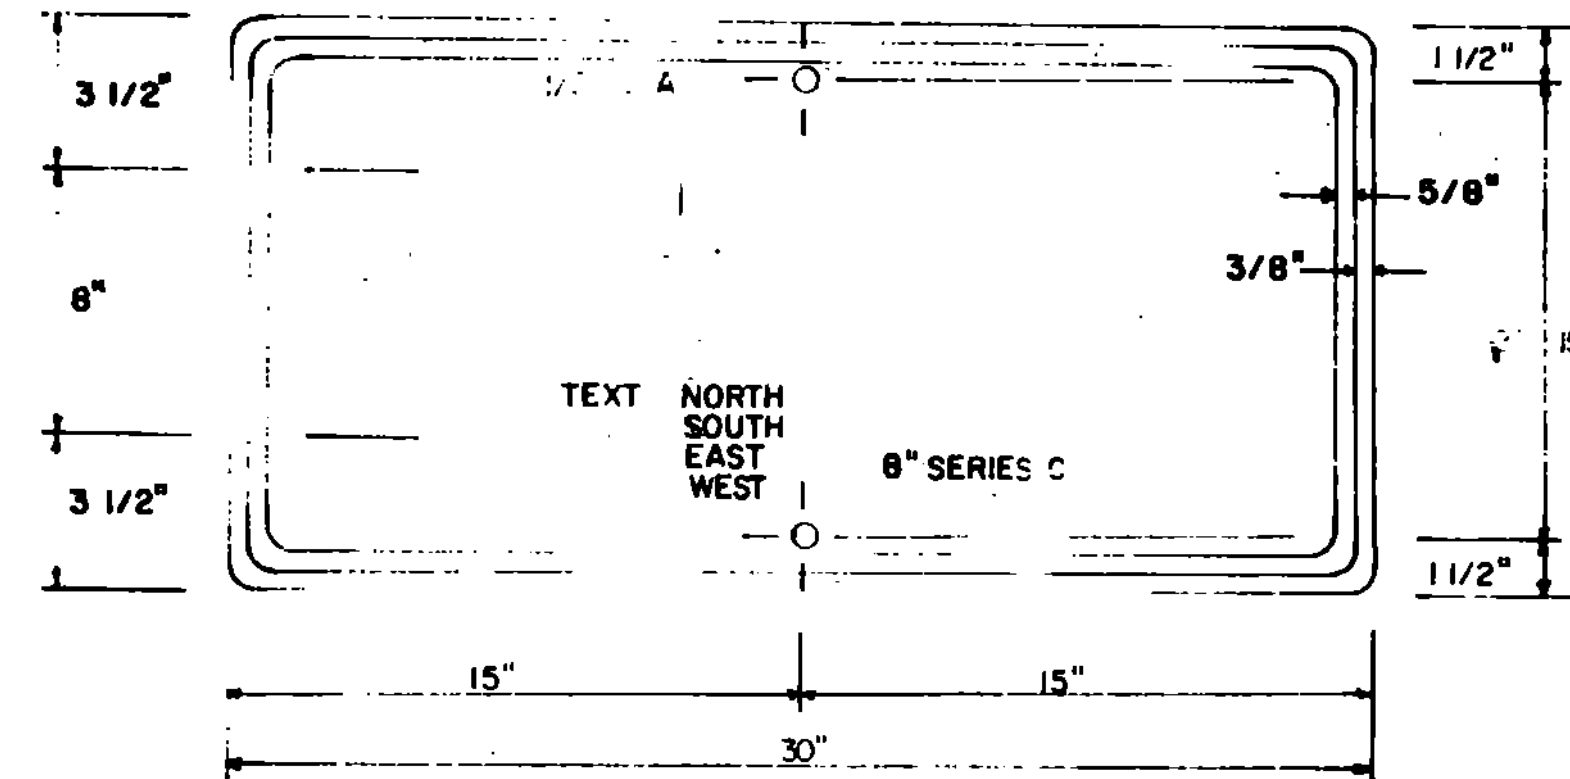 3 1/2"
1 1/2"
A
5/8"
3/8"
8"
TEXT NORTH
SOUTH
EAST
WEST
8" SERIES C
3 1/2"
1 1/2"
15"
15"
30"